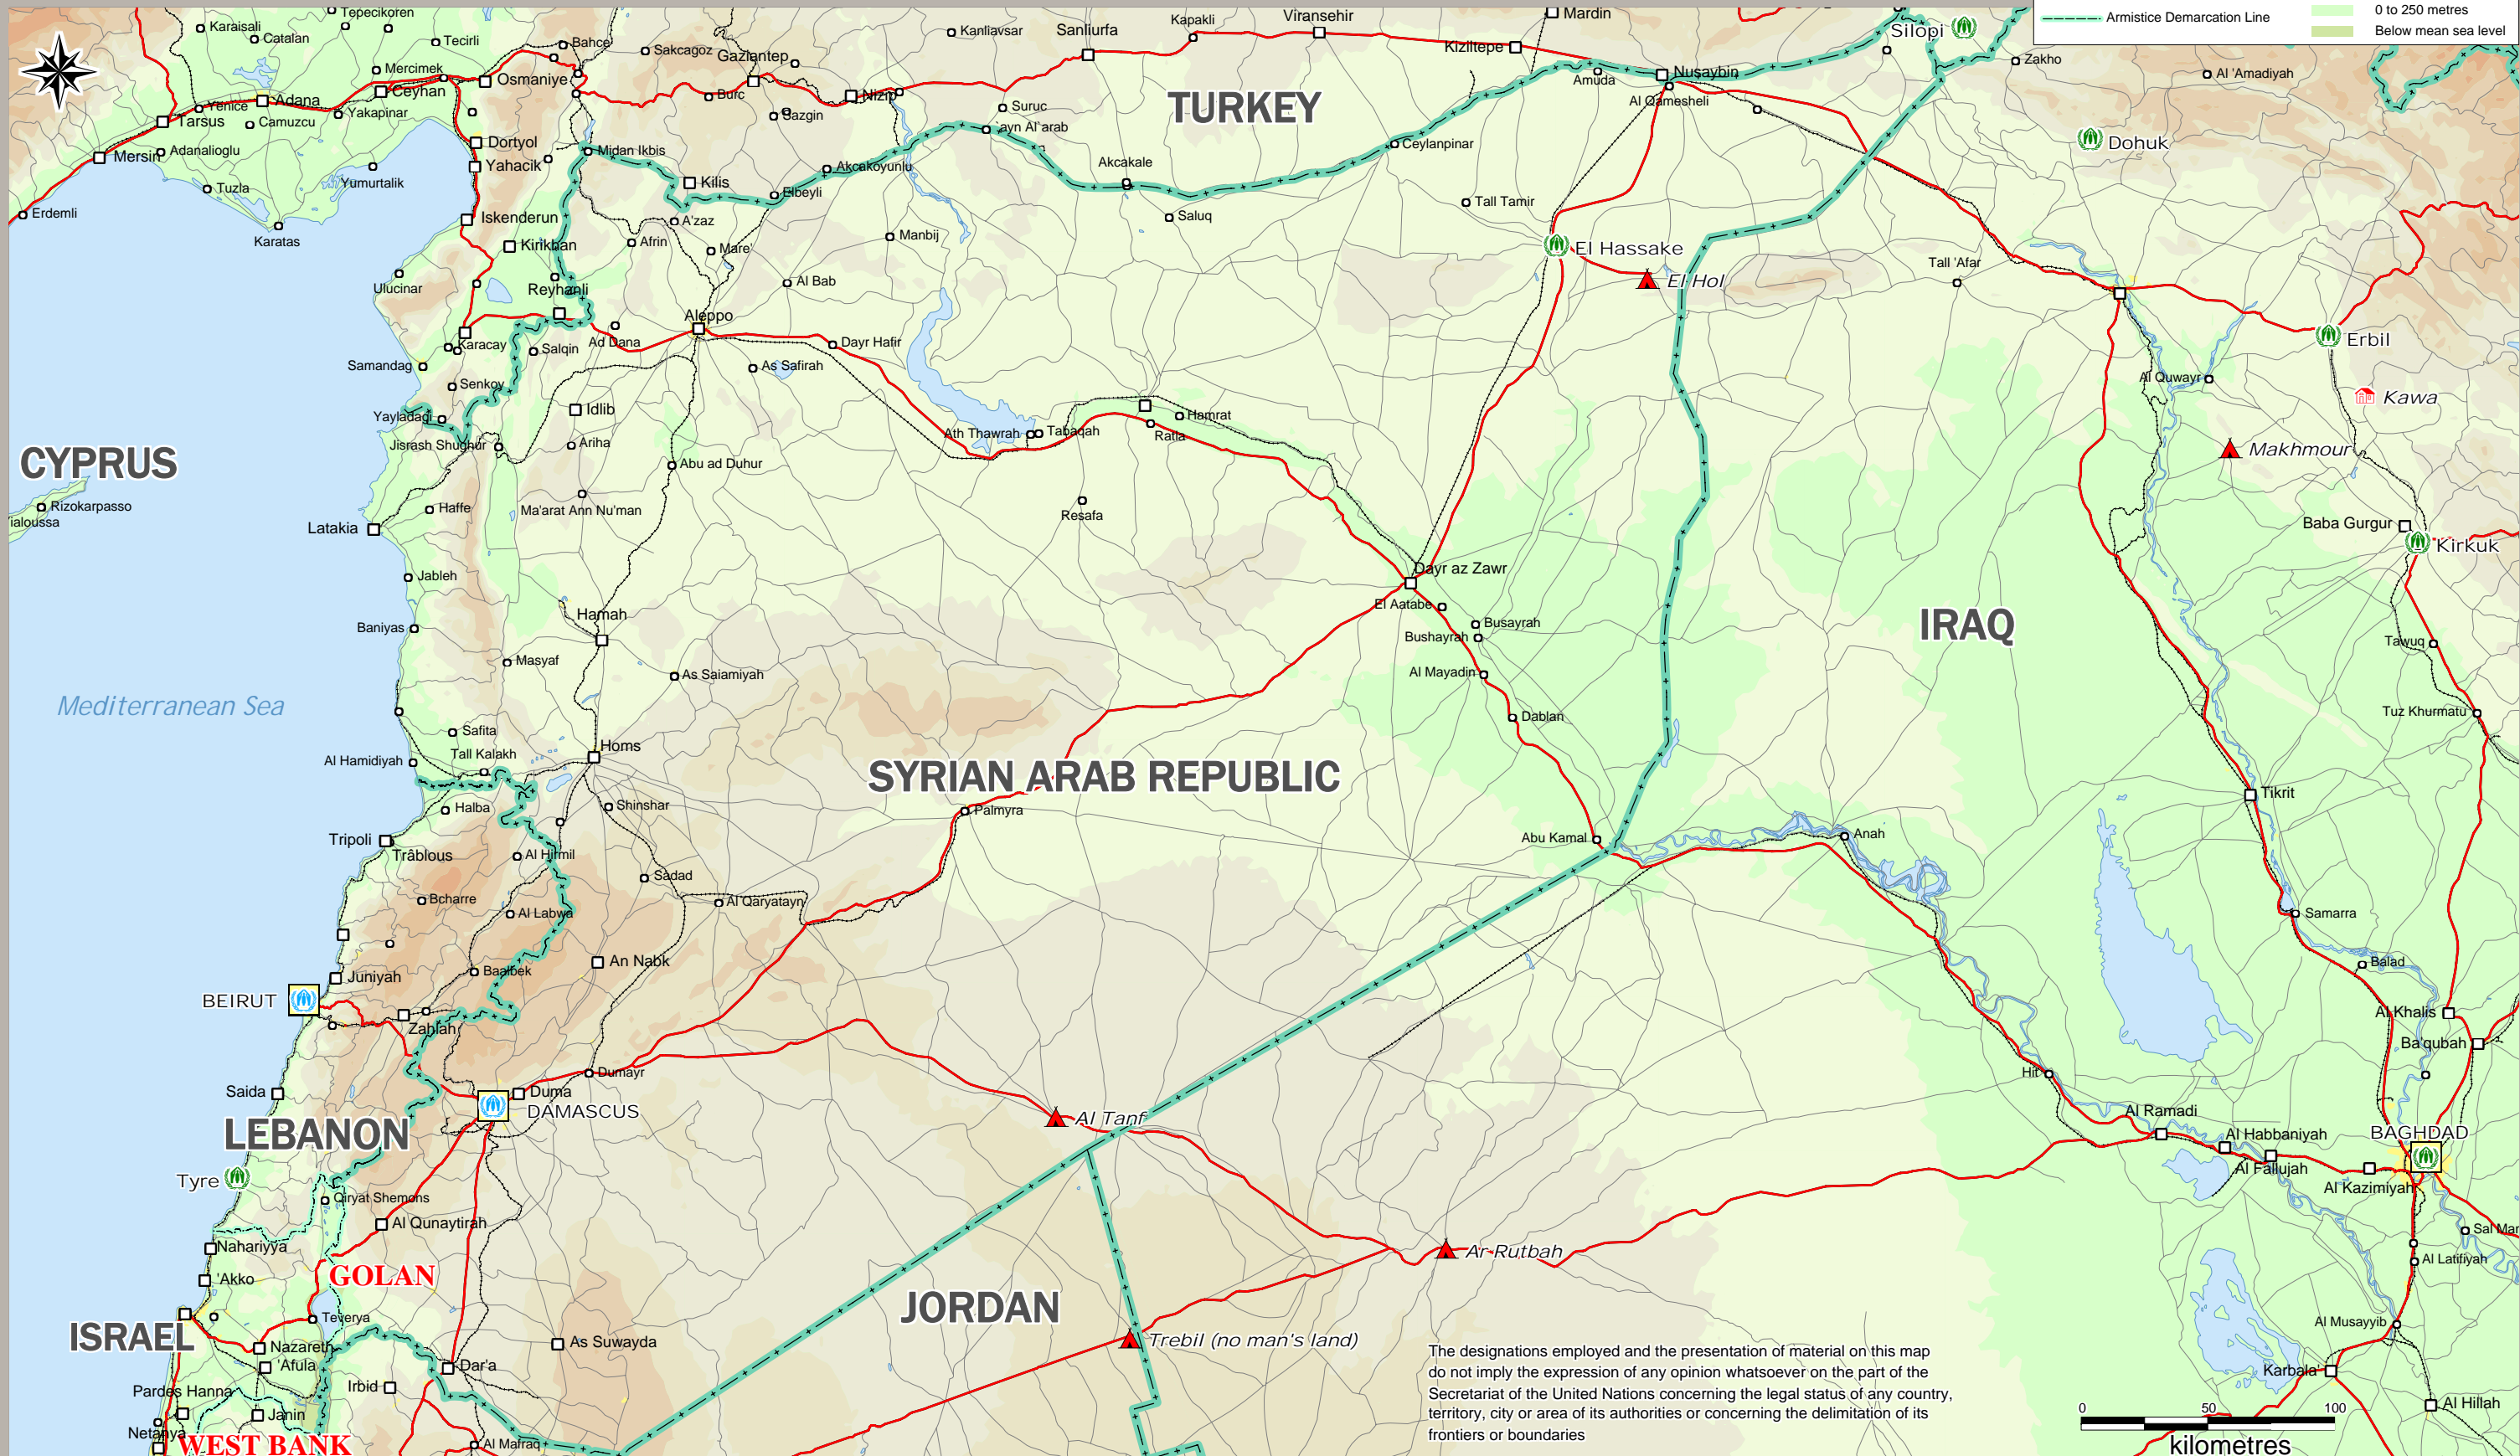 Armistice Demarcation Line
0 to 250 metres
Below mean sea level
Karaisali
Catalan
Tepecikoren
Tecirli
Bahce
Sakcagoz
Gaziantep
Kanliavsar
Sanliurfa
Kapakli
Viransehir
Mardin
Kiziltepe
Silopi
Zakho
Al 'Amadiyah
Mercimek
Osmaniye
Ceyhan
Adana
Yenice
Tarsus
Camuzcu
Yakapinar
Burc
Nizip
Gazgin
Suruc
`ayn Al`arab
TURKEY
Amuda
Nusaybin
Al Qamesheli
Dohuk
Mersin
Adanalioglu
Dortyol
Yahacik
Midan Ikbis
Yumurtalik
Tuzla
Kilis
Elbeyli
Akcakoyunlu
Akcakale
Ceylanpinar
Erdemli
Karatas
Iskenderun
Kirikhan
A'zaz
Afrin
Mare'
Manbij
Saluq
Tall Tamir
El Hassake
El Hol
Tall 'Afar
Ulucinar
Reyhanli
Al Bab
Aleppo
Ad Dana
Karacay
Salqin
Dayr Hafir
As Safirah
Erbil
Samandag
Senkoy
Al Quwayr
Kawa
Yayladagi
Idlib
Ariha
Jisrash Shughur
Ath Thawrah
Tabaqah
Hamrat
Ratla
Makhmour
CYPRUS
Rizokarpasso
Abu ad Duhur
Ma'arat Ann Nu'man
Haffe
Latakia
Resafa
Baba Gurgur
Kirkuk
Jableh
Dayr az Zawr
El Aatabe
Busayrah
Bushayrah
IRAQ
Hamah
Baniyas
Masyaf
As Saiamiyah
Al Mayadin
Tawuq
Mediterranean Sea
Dablan
Tuz Khurmatu
Safita
Tall Kalakh
Homs
Al Hamidiyah
SYRIAN ARAB REPUBLIC
Halba
Shinshar
Palmyra
Tikrit
Tripoli
Trâblous
Al Hirmil
Abu Kamal
Anah
Sadad
Bcharre
Al Labwa
Al Qaryatayn
Samarra
An Nabk
Baalbek
Juniyah
Balad
BEIRUT
Zahlah
Al Khalis
Ba'qubah
Dumayr
Duma
DAMASCUS
Saida
LEBANON
Al Tanf
Hit
Al Ramadi
Al Habbaniyah
BAGHDAD
Al Fallujah
Al Kazimiyah
Tyre
Qiryat Shemons
Al Qunaytirah
Sal Mar
Nahariyya
Ar Rutbah
Al Latifiyah
GOLAN
'Akko
JORDAN
Teverya
ISRAEL
Nazareth
'Afula
As Suwayda
Trebil (no man's land)
Al Musayyib
Dar'a
Irbid
Karbala'
Pardes Hanna
Janin
Netanya
WEST BANK
Al Mafraq
Al Hillah
The designations employed and the presentation of material on this map
do not imply the expression of any opinion whatsoever on the part of the
Secretariat of the United Nations concerning the legal status of any country,
territory, city or area of its authorities or concerning the delimitation of its
frontiers or boundaries
0 50 100
kilometres